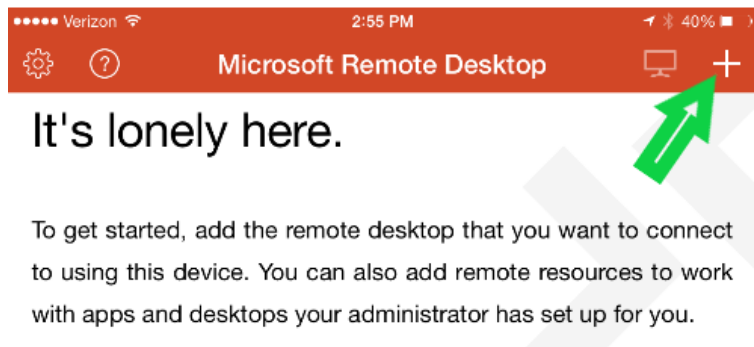 Verizon 2:55 PM 40%
? Microsoft Remote Desktop +
It's lonely here.
To get started, add the remote desktop that you want to connect
to using this device. You can also add remote resources to work
with apps and desktops your administrator has set up for you.